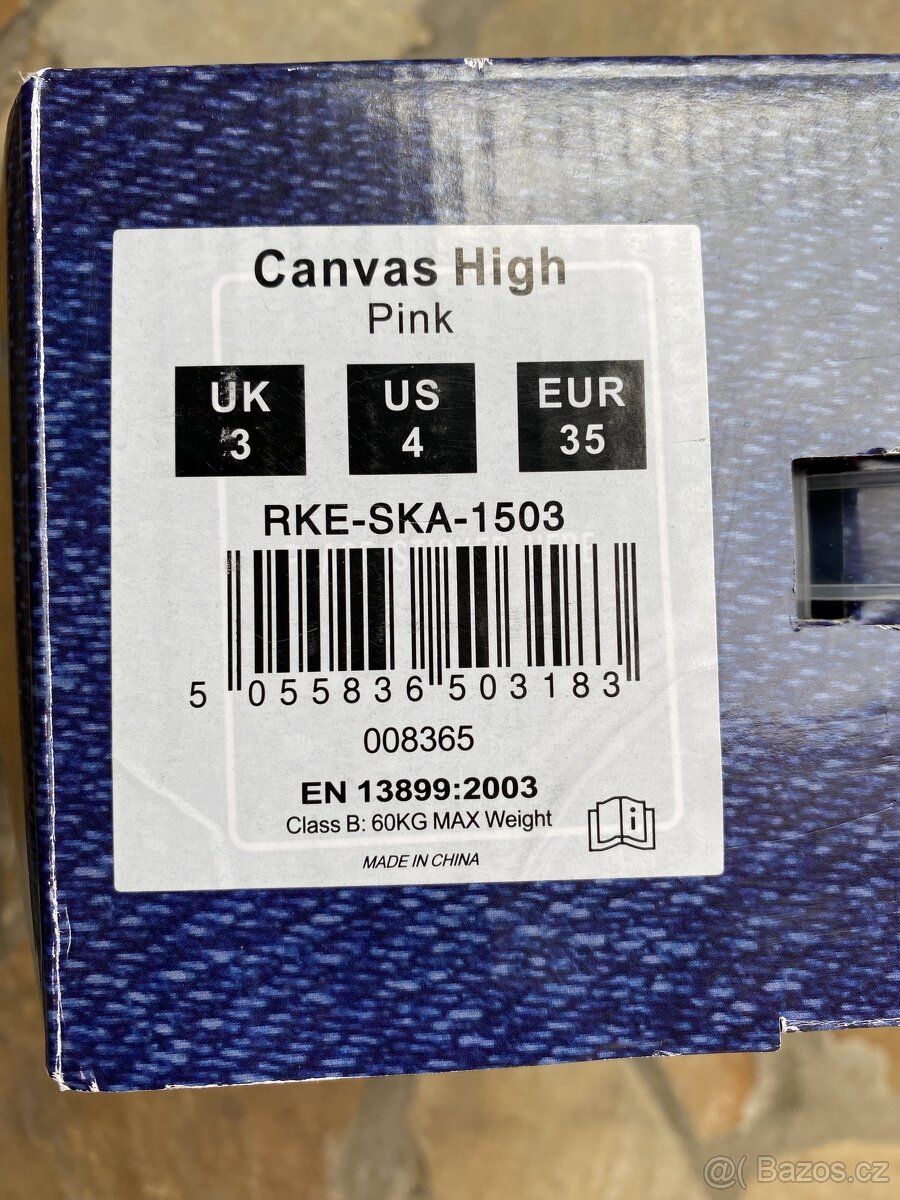 Canvas High
Pink
UK US EUR
3 4 35
RKE-SKA-1503
5 055836 503183
008365
EN 13899:2003
Class B: 60KG MAX Weight
MADE IN CHINA
@( Bazos.cz